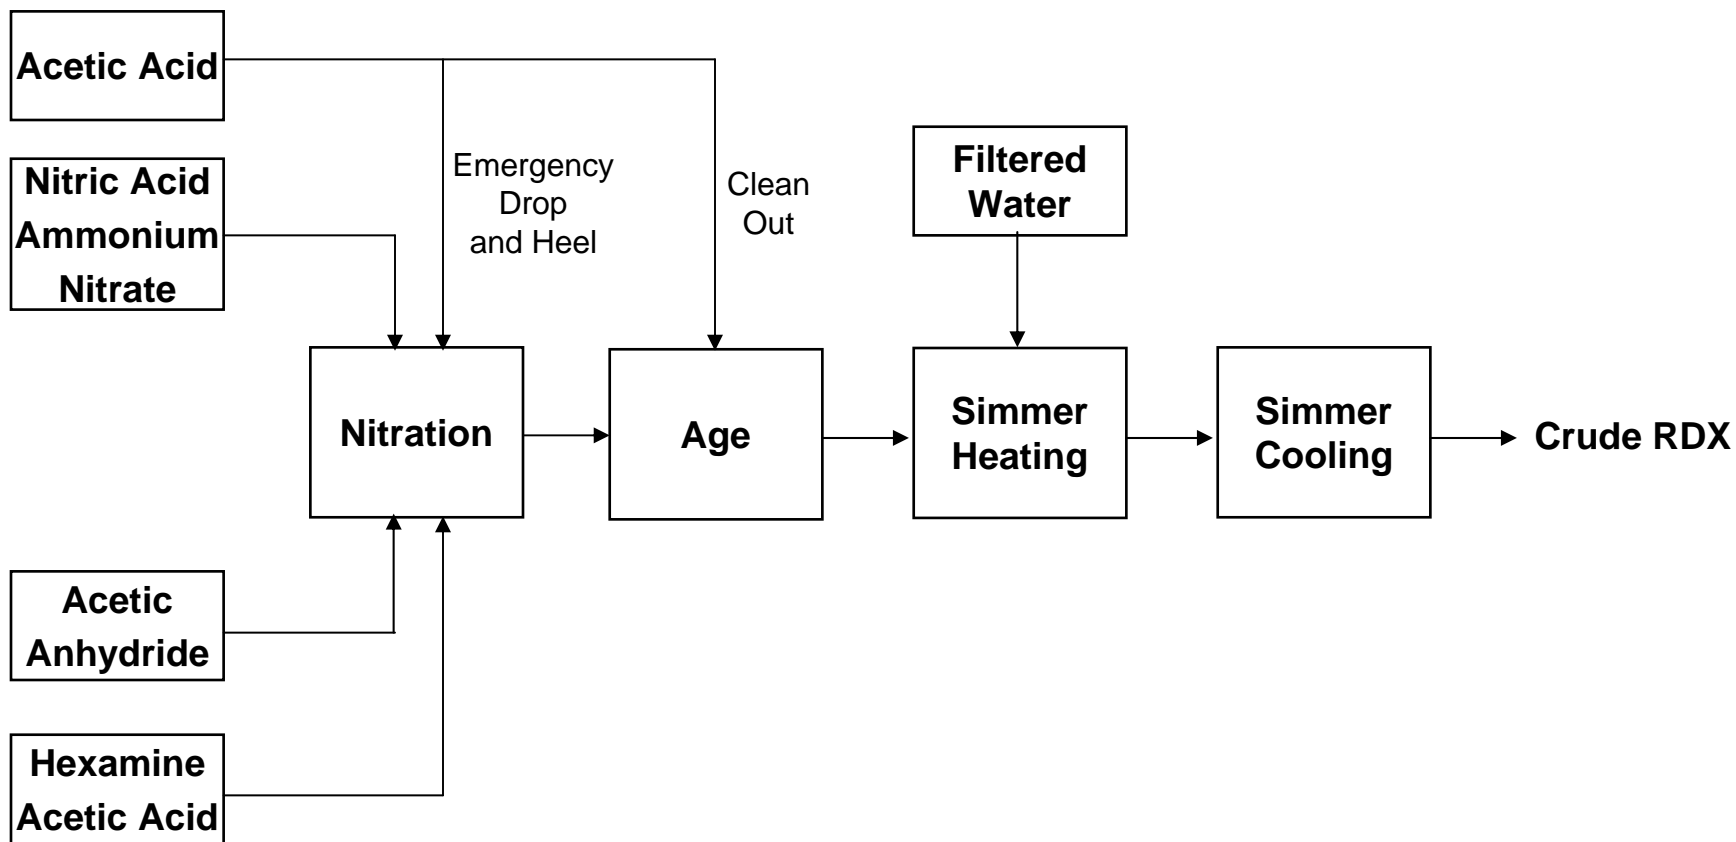 Acetic Acid
Nitric Acid
Ammonium
Nitrate
Emergency
Drop
and Heel
Clean
Out
Filtered
Water
Nitration
Age
Simmer
Heating
Simmer
Cooling
Crude RDX
Acetic
Anhydride
Hexamine
Acetic Acid